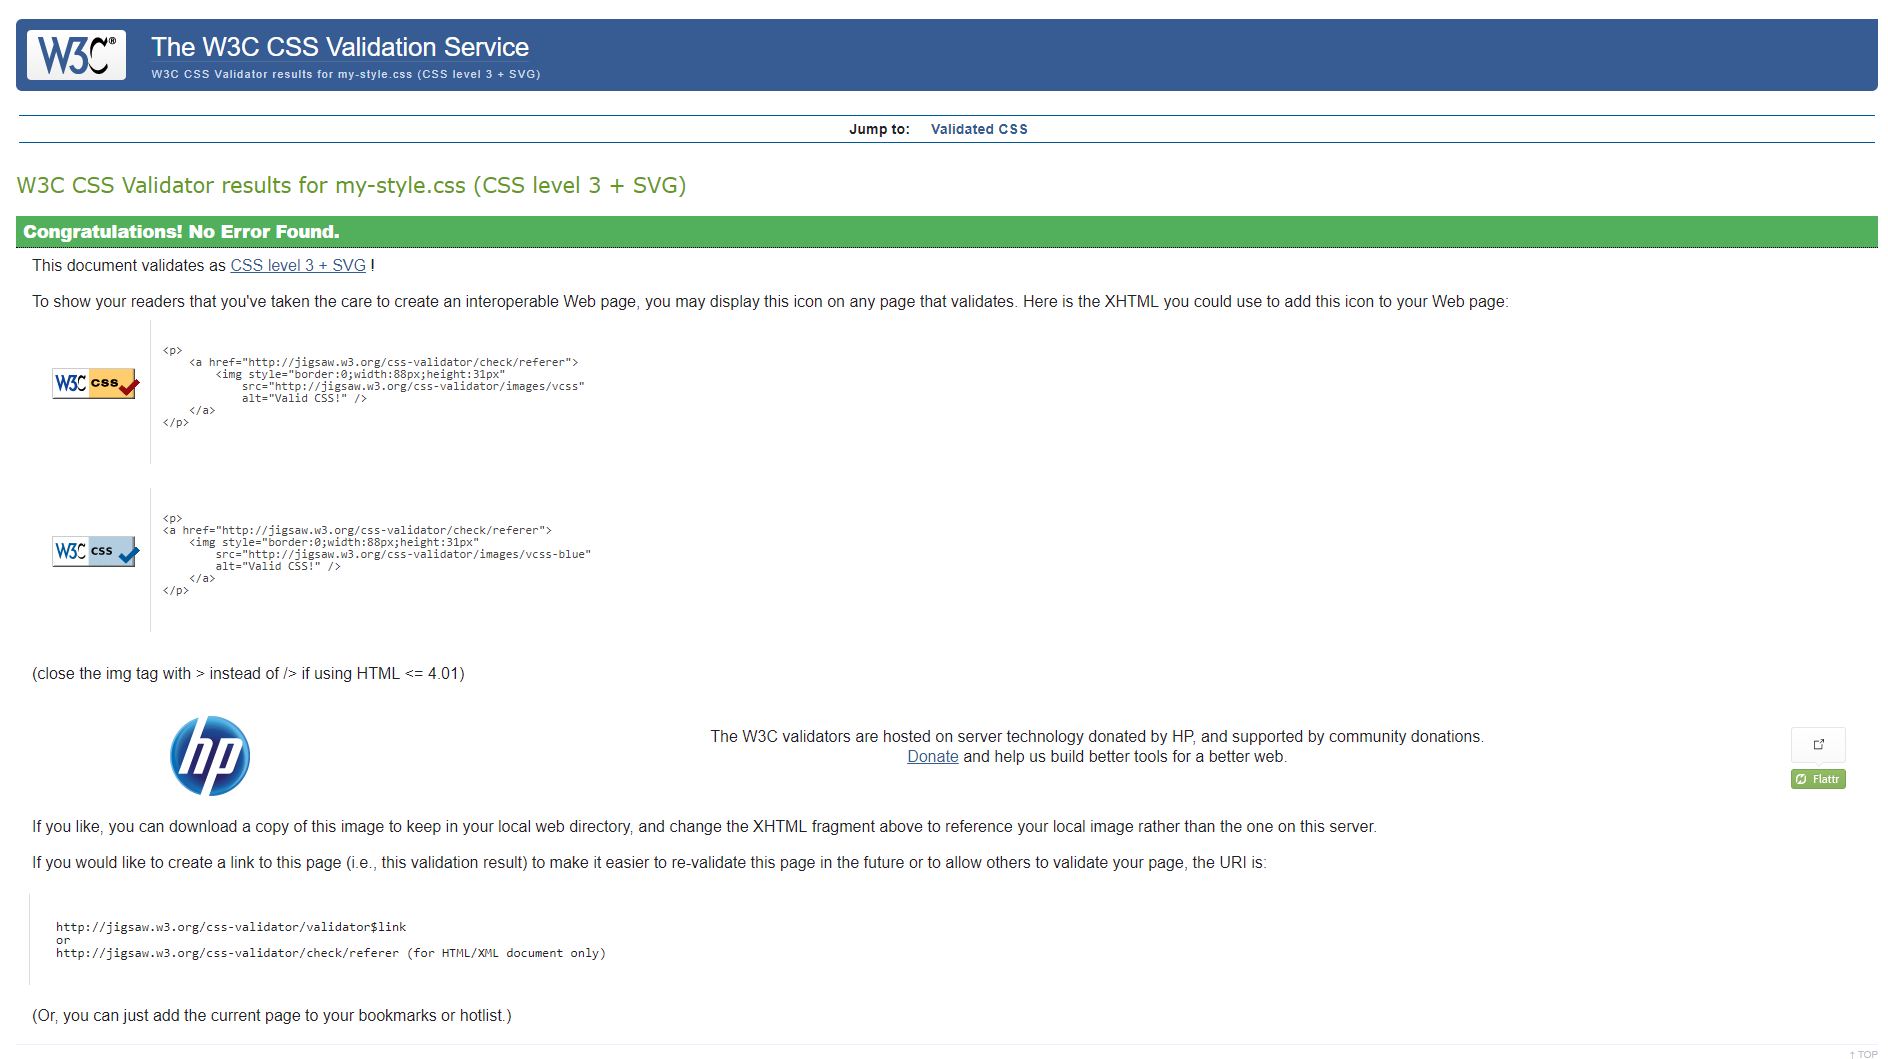 W3C®
The W3C CSS Validation Service
W3C CSS Validator results for my-style.css (CSS level 3 + SVG)
Jump to: Validated CSS
W3C CSS Validator results for my-style.css (CSS level 3 + SVG)
Congratulations! No Error Found.
This document validates as CSS level 3 + SVG !
To show your readers that you've taken the care to create an interoperable Web page, you may display this icon on any page that validates. Here is the XHTML you could use to add this icon to your Web page:
W3C css
<p>
<a href="http://jigsaw.w3.org/css-validator/check/referer">
<img style="border:0;width:88px;height:31px"
src="http://jigsaw.w3.org/css-validator/images/vcss"
alt="Valid CSS!" />
</a>
</p>
W3C css
<p>
<a href="http://jigsaw.w3.org/css-validator/check/referer">
<img style="border:0;width:88px;height:31px"
src="http://jigsaw.w3.org/css-validator/images/vcss-blue"
alt="Valid CSS!" />
</a>
</p>
(close the img tag with > instead of /> if using HTML <= 4.01)
hp
The W3C validators are hosted on server technology donated by HP, and supported by community donations.
Donate and help us build better tools for a better web.
Flattr
If you like, you can download a copy of this image to keep in your local web directory, and change the XHTML fragment above to reference your local image rather than the one on this server.
If you would like to create a link to this page (i.e., this validation result) to make it easier to re-validate this page in the future or to allow others to validate your page, the URI is:
http://jigsaw.w3.org/css-validator/validator$link
or
http://jigsaw.w3.org/css-validator/check/referer (for HTML/XML document only)
(Or, you can just add the current page to your bookmarks or hotlist.)
↑ TOP